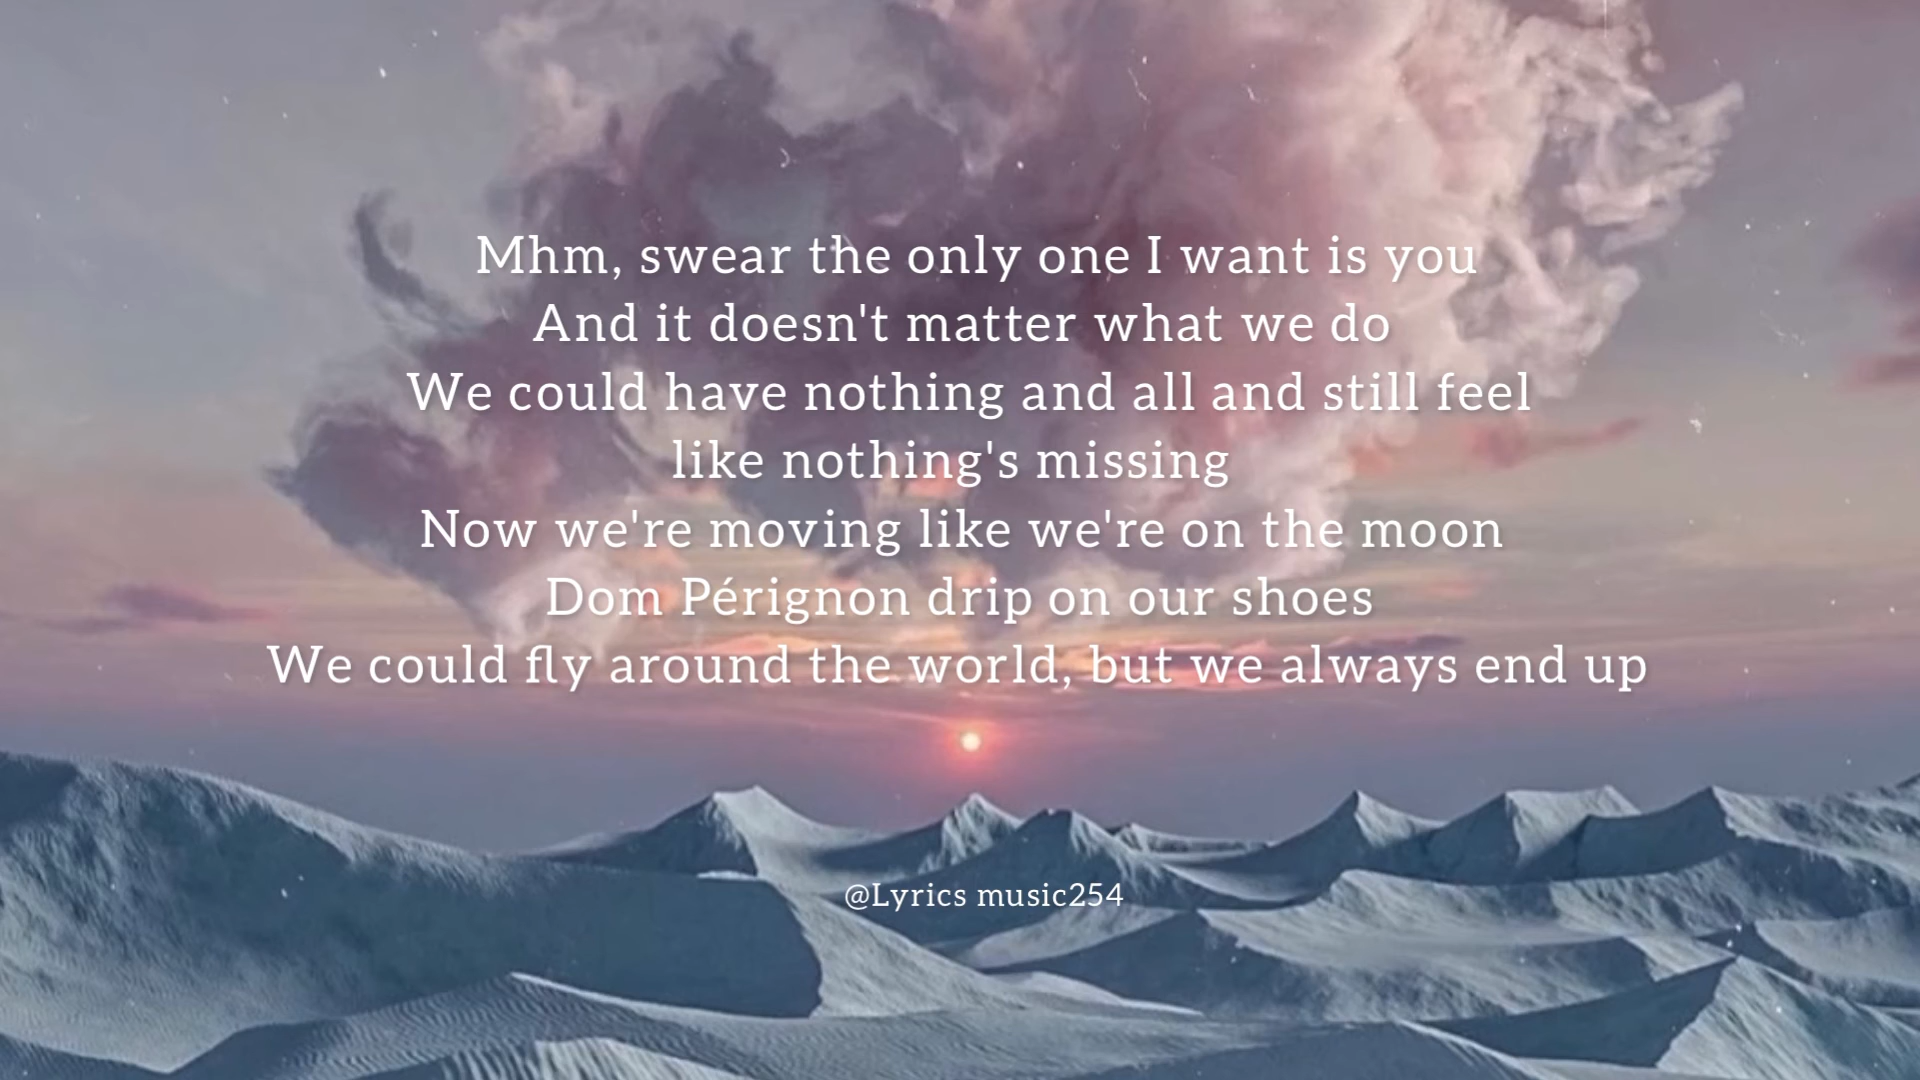 Mhm, swear the only one I want is you
And it doesn't matter what we do
We could have nothing and all and still feel
like nothing's missing
Now we're moving like we're on the moon
Dom Pérignon drip on our shoes
We could fly around the world, but we always end up
@Lyrics music254